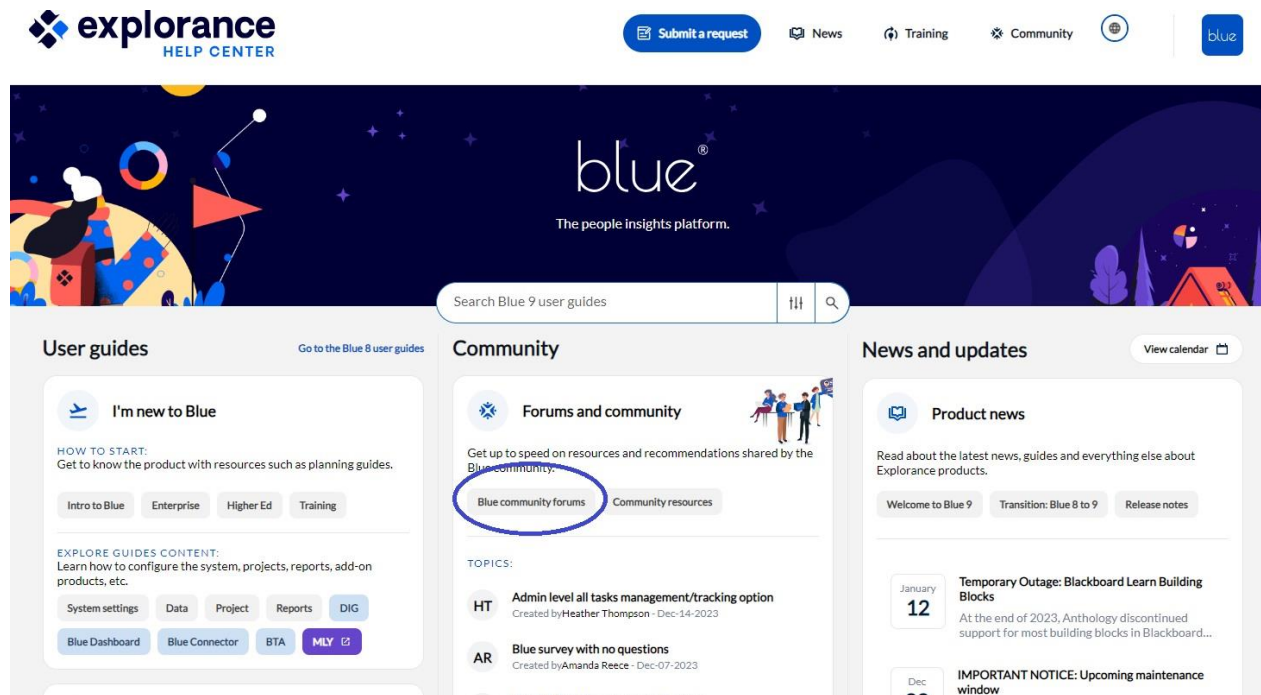 explorance
HELP CENTER
Submit a request
News
Training
Community
blue
blue®
The people insights platform.
Search Blue 9 user guides
User guides
Go to the Blue 8 user guides
I'm new to Blue
HOW TO START:
Get to know the product with resources such as planning guides.
Intro to Blue
Enterprise
Higher Ed
Training
EXPLORE GUIDES CONTENT:
Learn how to configure the system, projects, reports, add-on
products, etc.
System settings
Data
Project
Reports
DIG
Blue Dashboard
Blue Connector
BTA
MLY
Community
Forums and community
Get up to speed on resources and recommendations shared by the
Blue community.
Blue community forums
Community resources
TOPICS:
HT
Admin level all tasks management/tracking option
Created byHeather Thompson - Dec-14-2023
AR
Blue survey with no questions
Created byAmanda Reece - Dec-07-2023
News and updates
View calendar
Product news
Read about the latest news, guides and everything else about
Explorance products.
Welcome to Blue 9
Transition: Blue 8 to 9
Release notes
January
12
Temporary Outage: Blackboard Learn Building
Blocks
At the end of 2023, Anthology discontinued
support for most building blocks in Blackboard...
Dec
IMPORTANT NOTICE: Upcoming maintenance
window